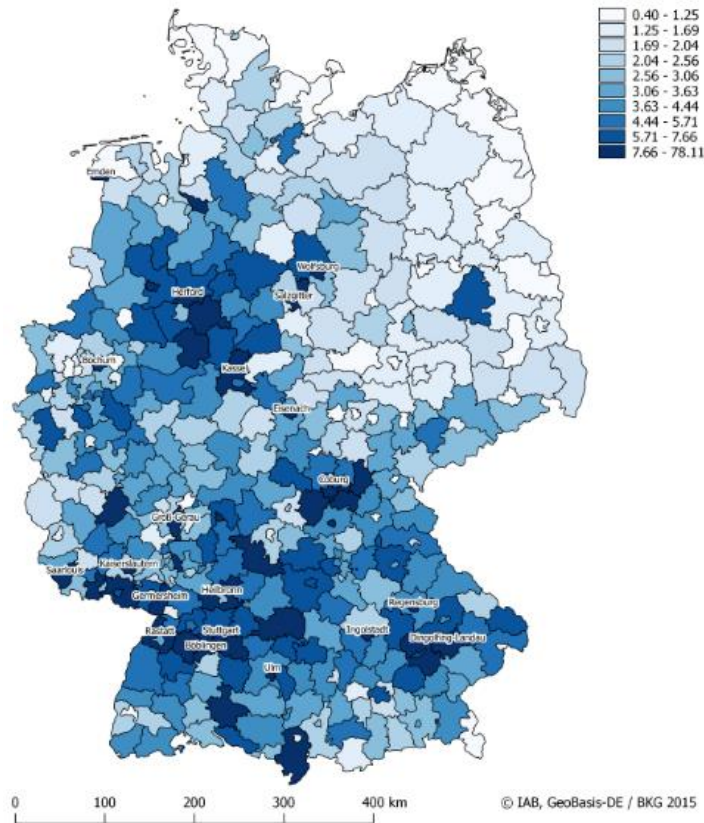 0.40 - 1.25
1.25 - 1.69
1.69 - 2.04
2.04 - 2.56
2.56 - 3.06
3.06 - 3.63
3.63 - 4.44
4.44 - 5.71
5.71 - 7.66
7.66 - 78.11
Emden
Wolfsburg
Herford
Salzgitter
Bochum
Kassel
Eisenach
Coburg
Groß-Gerau
Saarlouis
Kaiserslautern
Germersheim
Heilbronn
Regensburg
Rastatt
Stuttgart
Ingolstadt
Dingolfing-Landau
Böblingen
Ulm
0 100 200 300 400 km
© IAB, GeoBasis-DE / BKG 2015